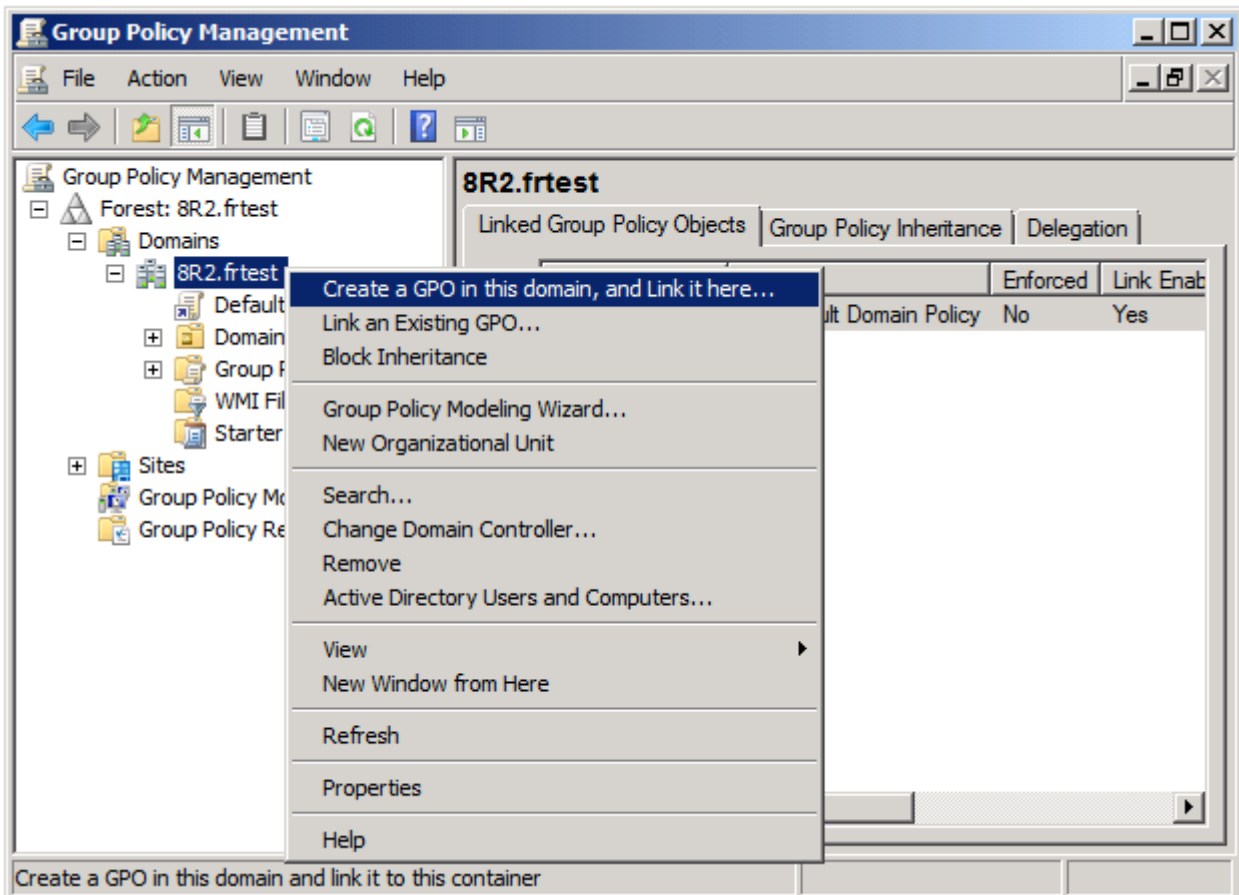 Group Policy Management
File Action View Window Help
Group Policy Management
Forest: 8R2.frtest
Domains
8R2.frtest
Default
Domain
Group
WMI Fil
Starter
Sites
Group Policy Mo
Group Policy Re
8R2.frtest
Linked Group Policy Objects Group Policy Inheritance Delegation
Enforced Link Enab
ult Domain Policy No Yes
Create a GPO in this domain, and Link it here...
Link an Existing GPO...
Block Inheritance
Group Policy Modeling Wizard...
New Organizational Unit
Search...
Change Domain Controller...
Remove
Active Directory Users and Computers...
View
New Window from Here
Refresh
Properties
Help
Create a GPO in this domain and link it to this container